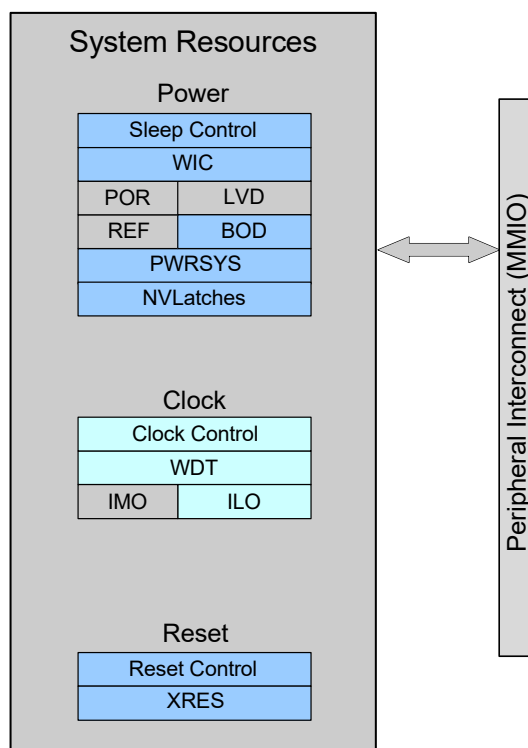 System Resources
Power
Sleep Control
WIC
POR LVD
REF BOD
PWRSYS
NVLatches
Clock
Clock Control
WDT
IMO ILO
Reset
Reset Control
XRES
Peripheral Interconnect (MMIO)